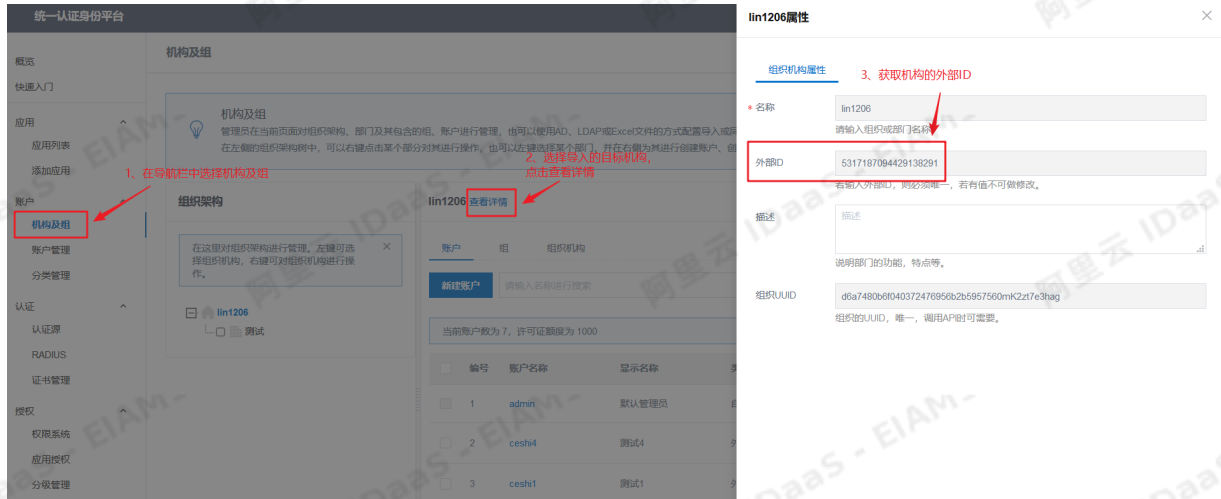 统一认证身份平台
概览
快速入门
应用
应用列表
添加应用
账户
机构及组
账户管理
分类管理
认证
认证源
RADIUS
证书管理
授权
权限系统
应用授权
分级管理
机构及组
机构及组
管理员在当前页面对组织架构、部门及其包含的组、账户进行管理，也可以使用AD、LDAP或Excel文件的方式配置导入或同
在左侧的组织架构树中，可以右键点击某个部分对其进行操作，也可以左键选择某个部门，并在右侧为其进行创建账户、创
1、在导航栏中选择机构及组
2、选择导入的目标机构，
点击查看详情
组织架构
在这里对组织架构进行管理。左键可选
择组织机构，右键可对组织机构进行操
作。
lin1206
测试
lin1206 查看详情
账户 组 组织机构
新建账户 请输入名称进行搜索
当前账户数为 7，许可证额度为 1000
编号 账户名称 显示名称
1 admin 默认管理员
2 ceshi4 测试4
3 ceshi1 测试1
lin1206属性
组织机构属性
3、获取机构的外部ID
* 名称 lin1206
请输入组织或部门名称
外部ID 5317187094429138291
若输入外部ID，则必须唯一，若有值不可做修改。
描述 描述
说明部门的功能，特点等。
组织UUID d6a7480b6f040372476956b2b5957560mK2zt7e3hag
组织的UUID，唯一，调用API时可需要。